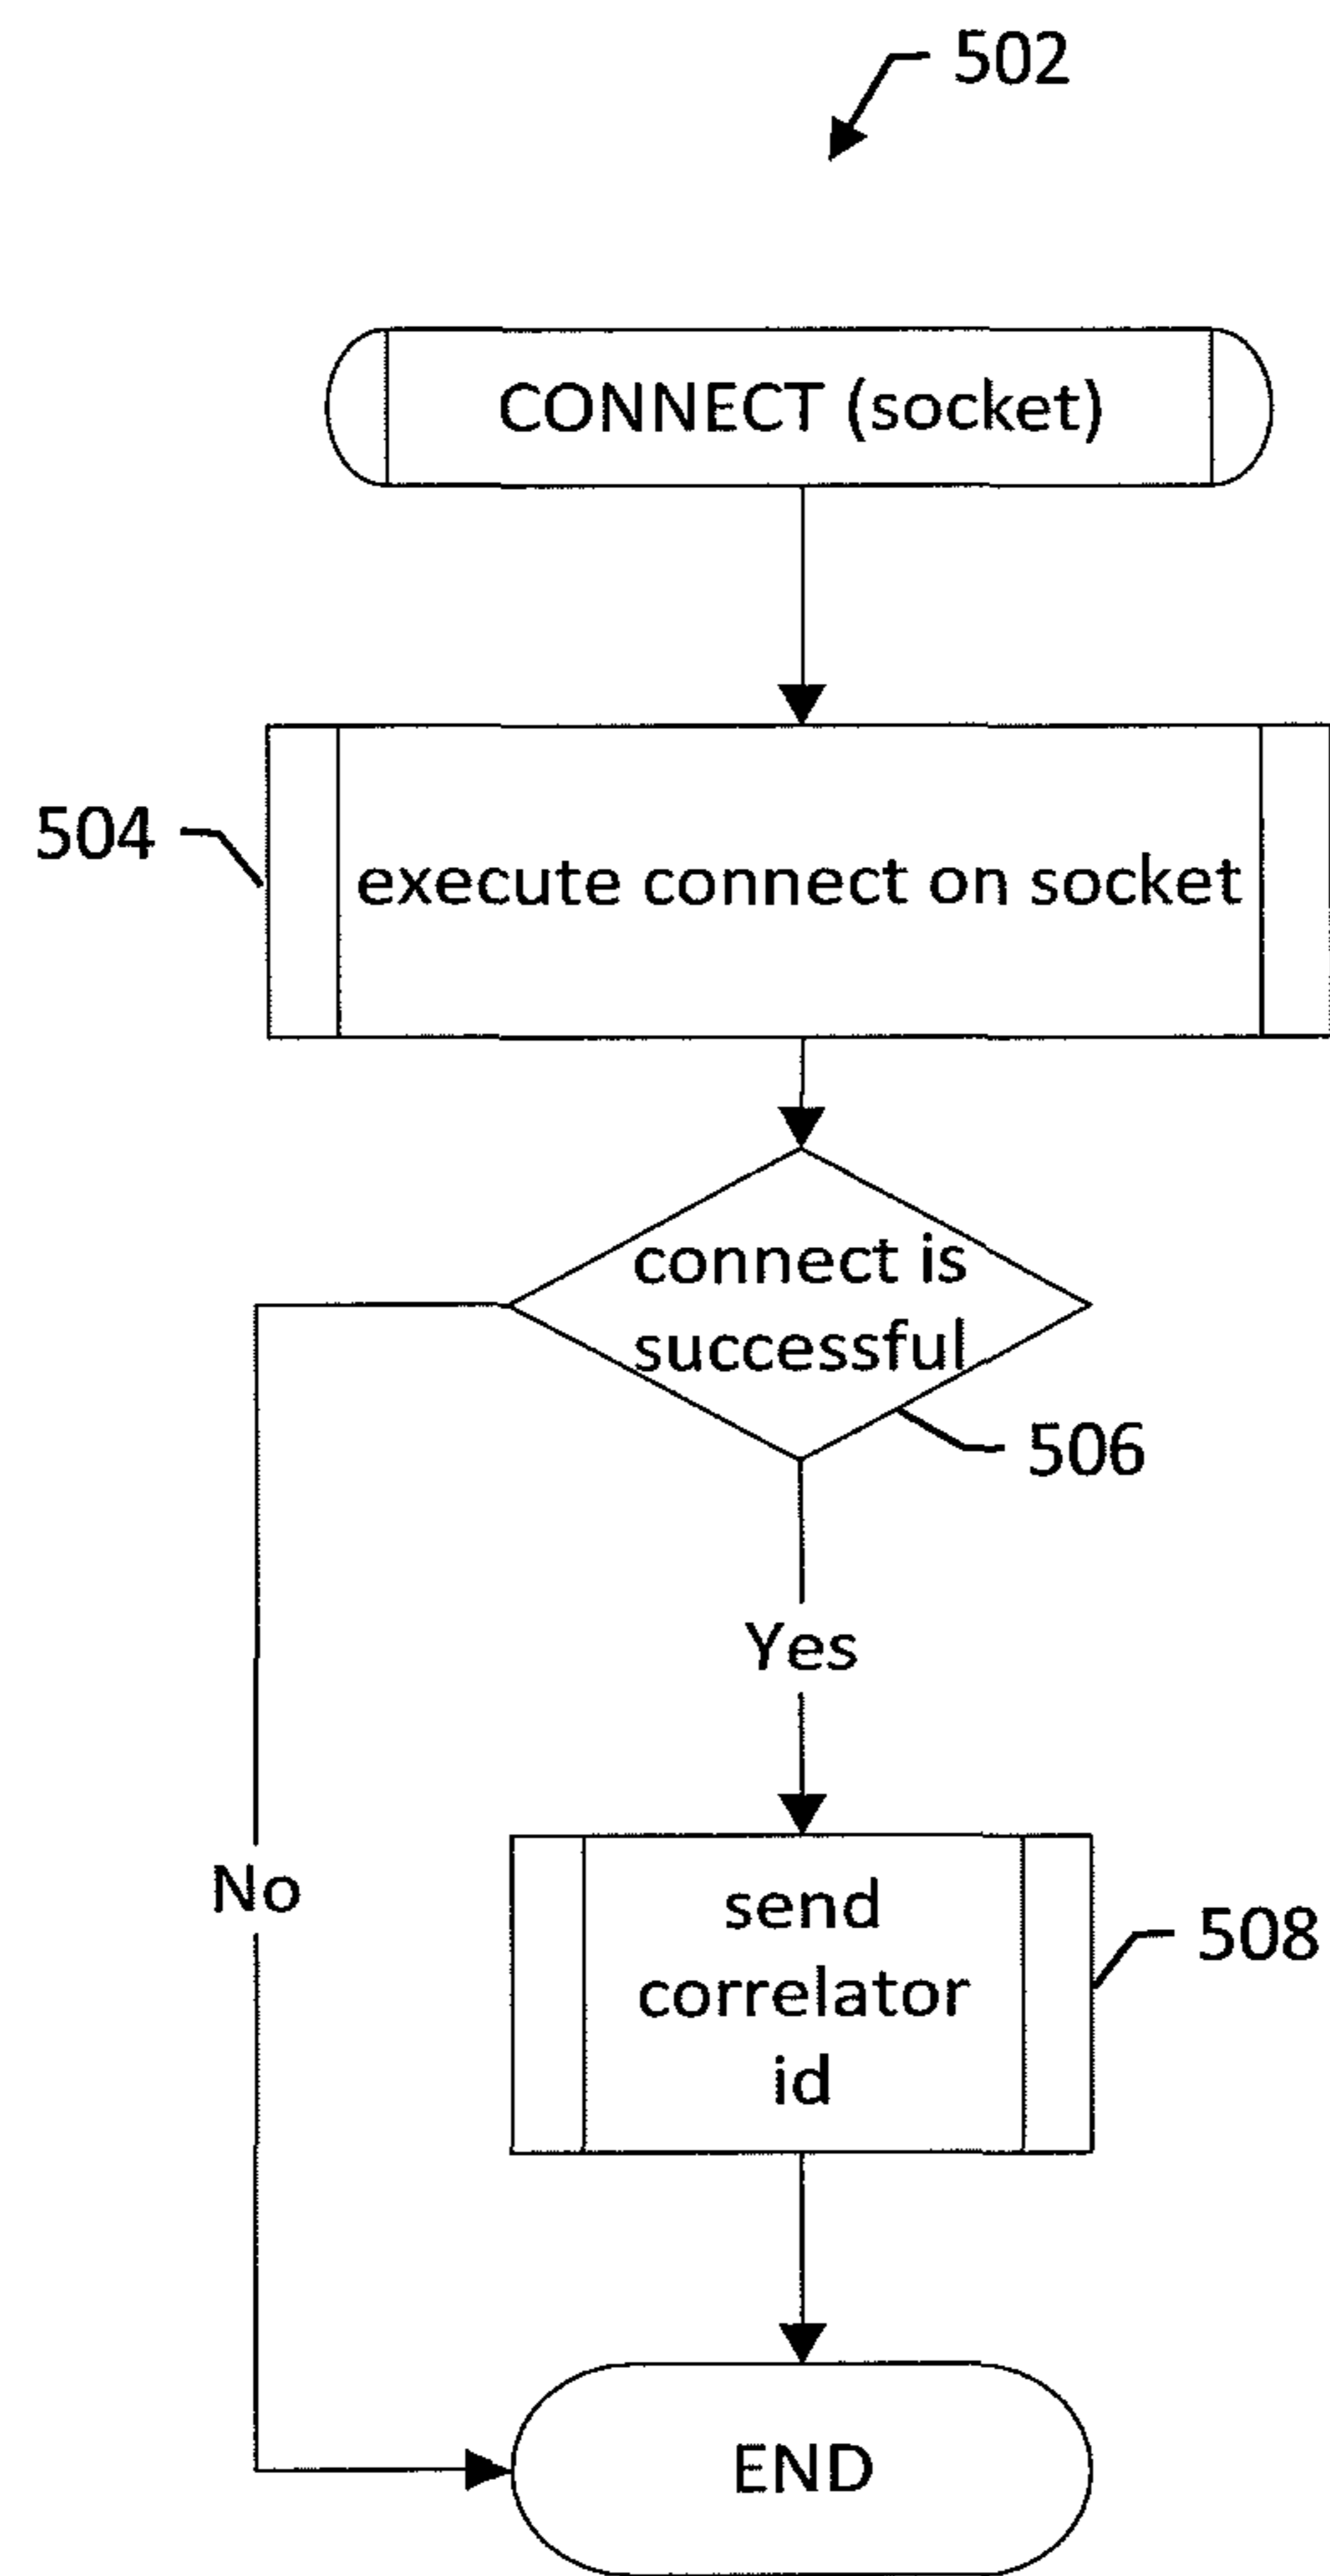 502
CONNECT (socket)
504
execute connect on socket
connect is
successful
506
Yes
No
send
correlator
id
508
END